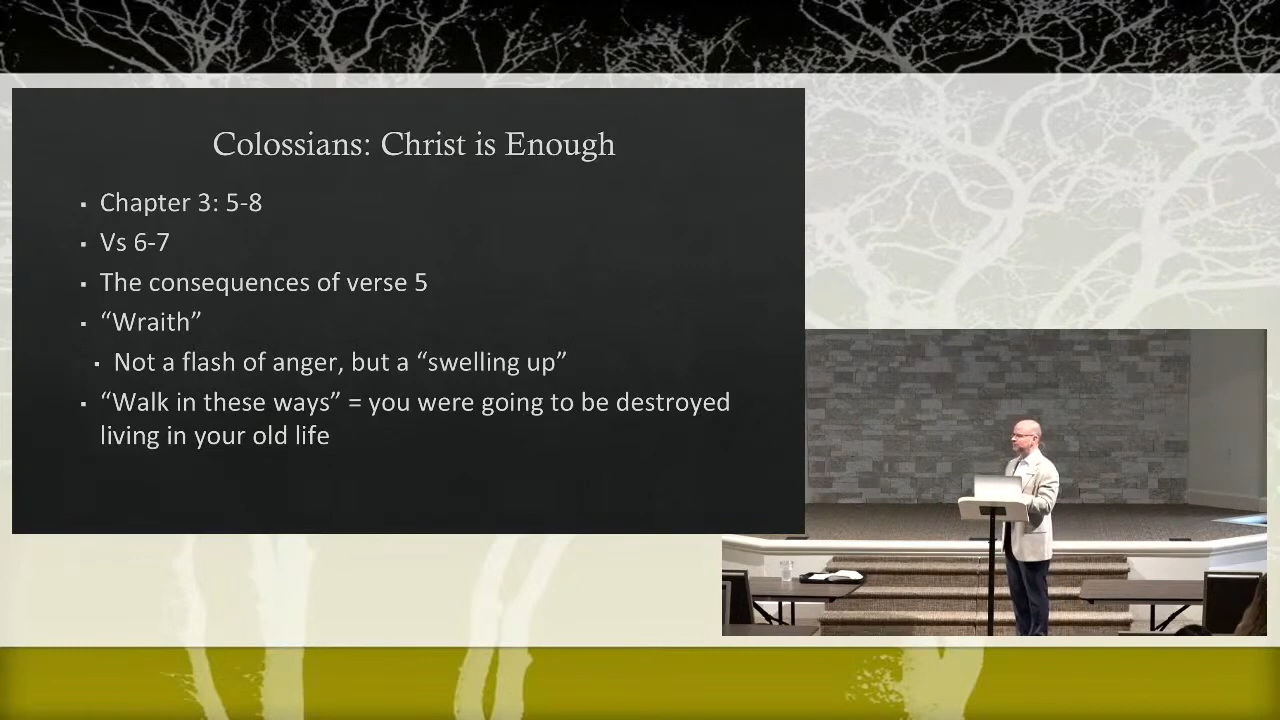 Colossians: Christ is Enough
▪ Chapter 3: 5-8
▪ Vs 6-7
▪ The consequences of verse 5
▪ “Wraith”
▪ Not a flash of anger, but a “swelling up”
▪ “Walk in these ways” = you were going to be destroyed
living in your old life